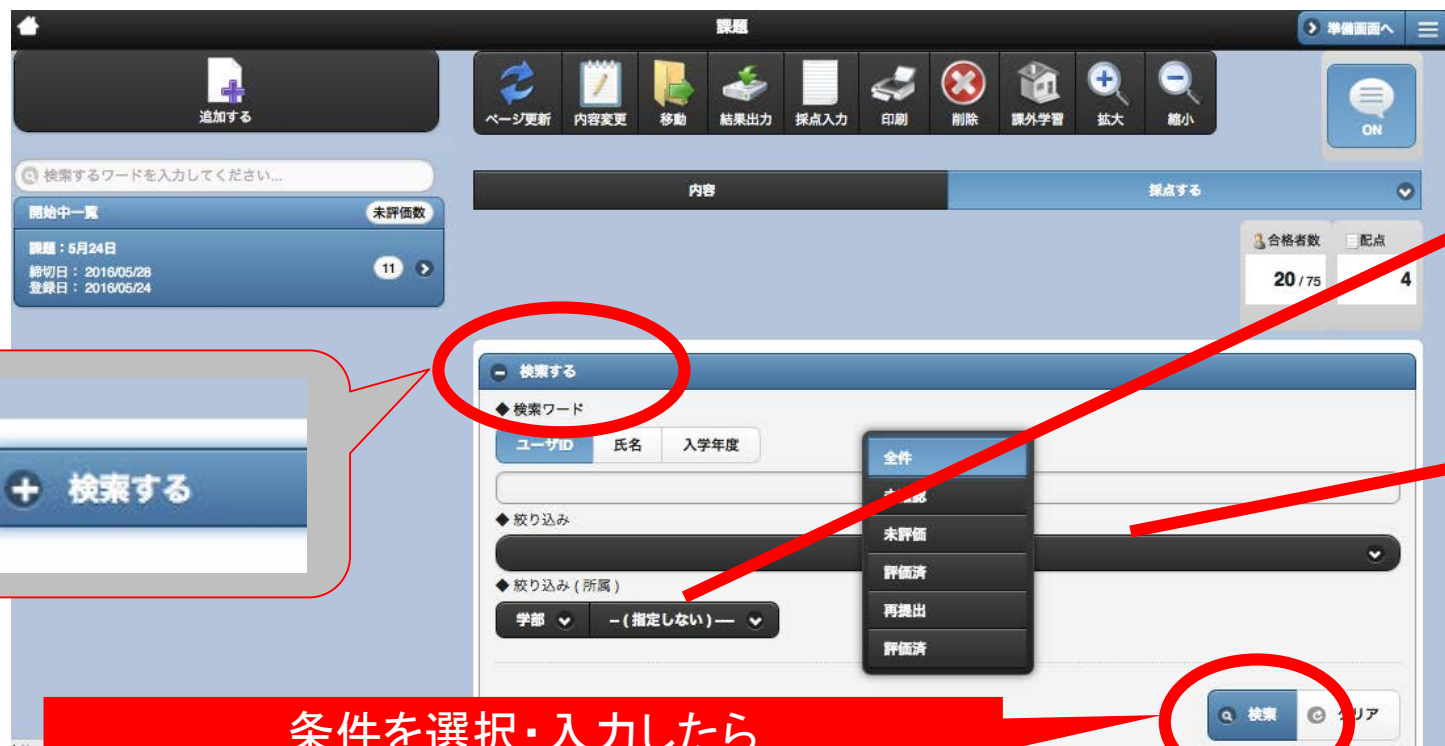 課題
準備画面へ
追加する
ページ更新 内容変更 移動 結果出力 採点入力 印刷 削除 課外学習 拡大 縮小
ON
検索するワードを入力してください...
内容 採点する
開始中一覧 未評価数
課題：5月24日
締切日： 2016/05/28
登録日： 2016/05/24
11
合格者数 配点
20 / 75 4
検索する
◆検索ワード
ユーザID 氏名 入学年度
検索する
全件
未評価
評価済
再提出
評価済
◆絞り込み
◆絞り込み ( 所属 )
学部 –( 指定しない )—
検索 クリア
条件を選択・入力したら